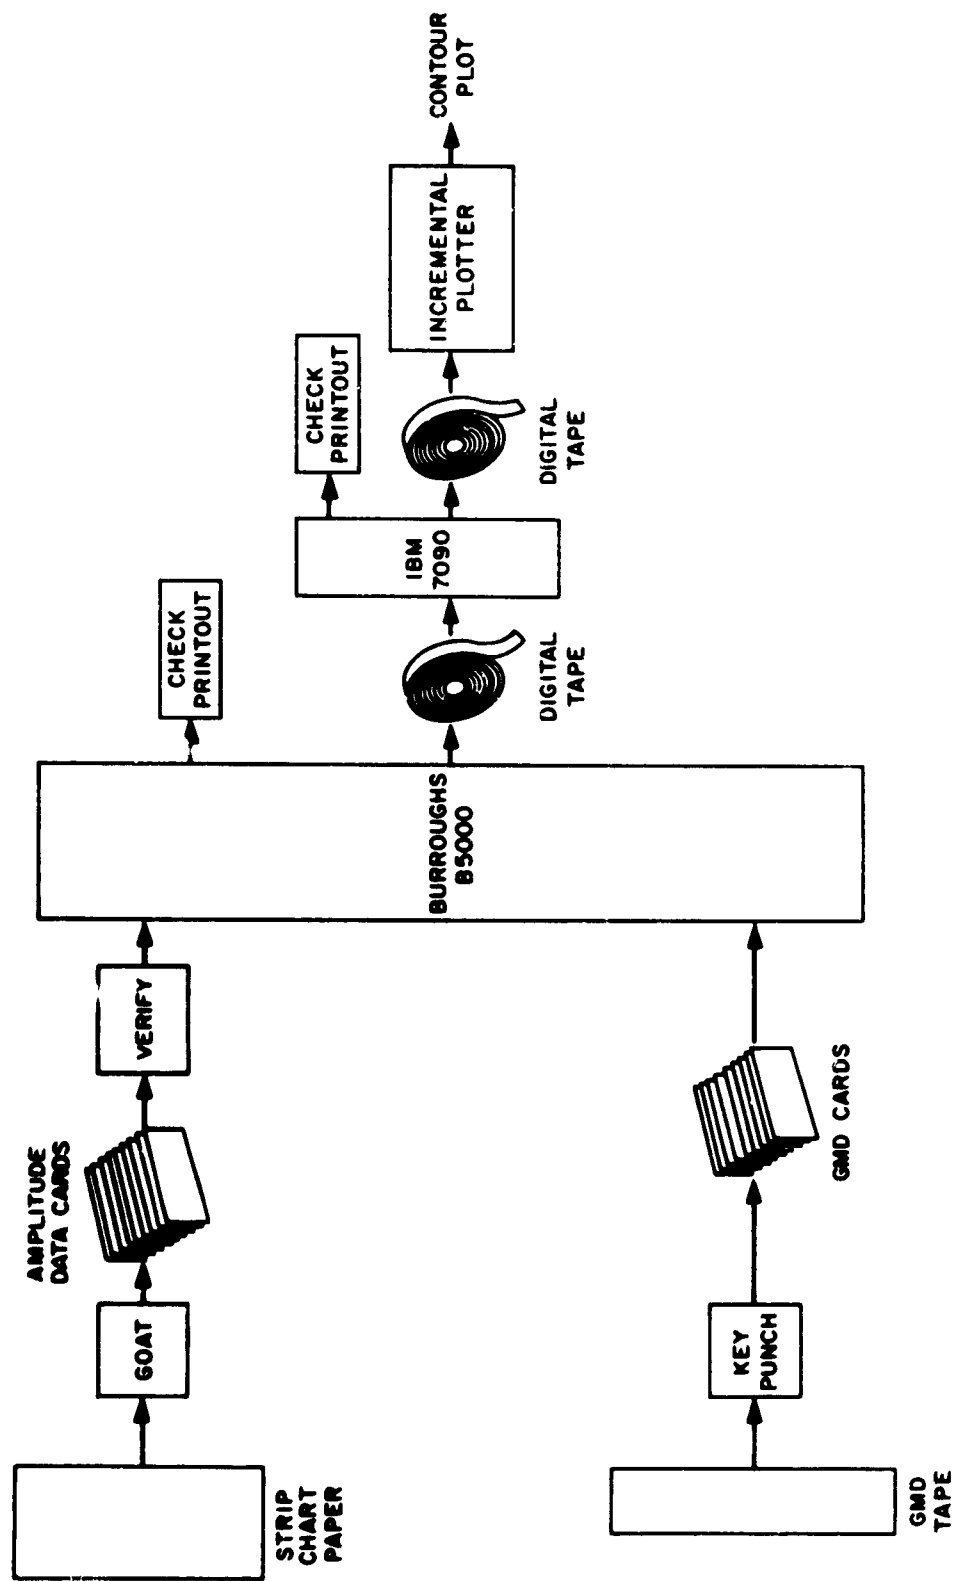 STRIP
CHART
PAPER
GOAT
AMPLITUDE
DATA CARDS
VERIFY
GMD
TAPE
KEY
PUNCH
GMD CARDS
BURROUGHS
B5000
CHECK
PRINTOUT
DIGITAL
TAPE
IBM
7090
CHECK
PRINTOUT
DIGITAL
TAPE
INCREMENTAL
PLOTTER
CONTOUR
PLOT